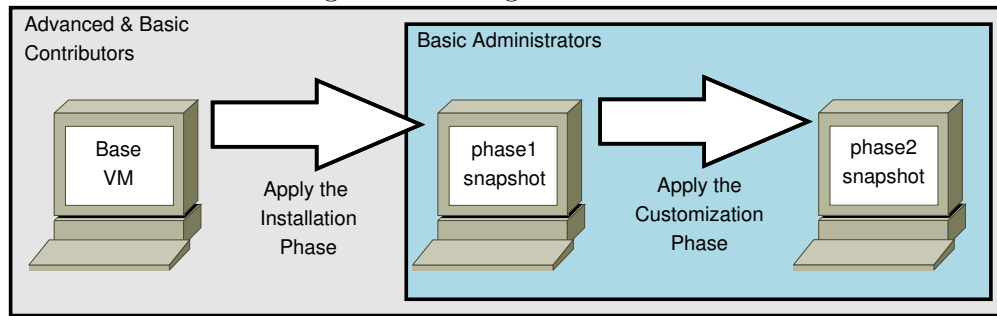 Advanced & Basic
Contributors
Basic Administrators
Base
VM
Apply the
Installation
Phase
phase1
snapshot
Apply the
Customization
Phase
phase2
snapshot